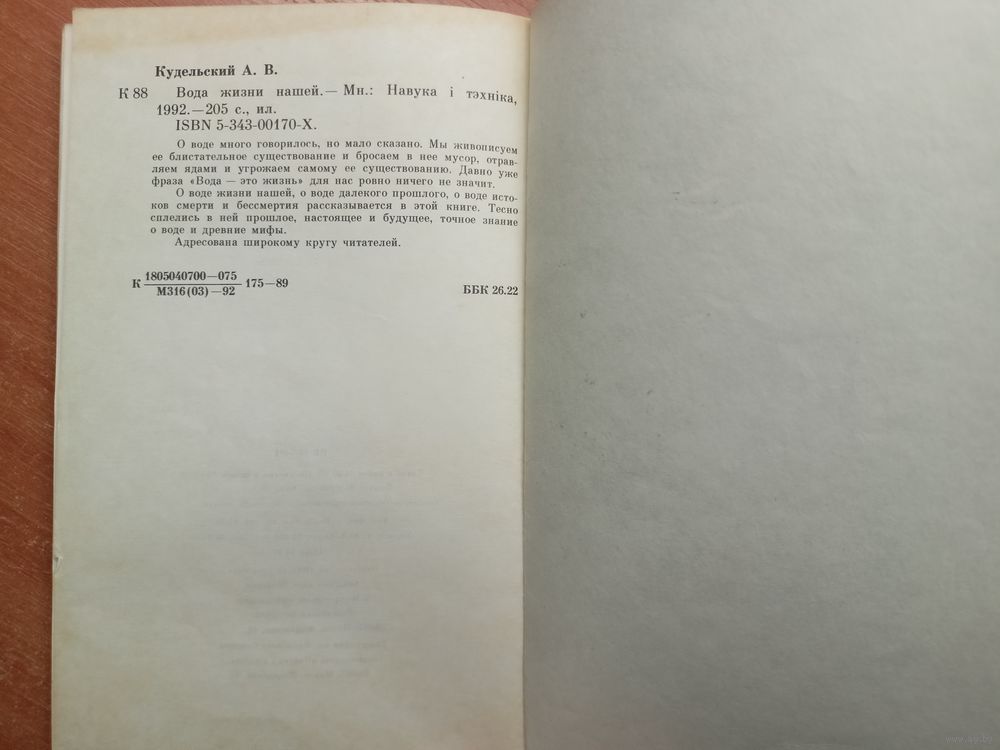 Кудельский А. В.
К 88 Вода жизни нашей.— Мн.: Навука і тэхніка,
1992.—205 с., ил.
ISBN 5-343-00170-X.
О воде много говорилось, но мало сказано. Мы живописуем
ее блистательное существование и бросаем в нее мусор, отрав-
ляем ядами и угрожаем самому ее существованию. Давно уже
фраза «Вода — это жизнь» для нас ровно ничего не значит.
О воде жизни нашей, о воде далекого прошлого, о воде исто-
ков смерти и бессмертия рассказывается в этой книге. Тесно
сплелись в ней прошлое, настоящее и будущее, точное знание
о воде и древние мифы.
Адресована широкому кругу читателей.
К 1805040700—075
М316(03)—92 175—89
ББК 26.22